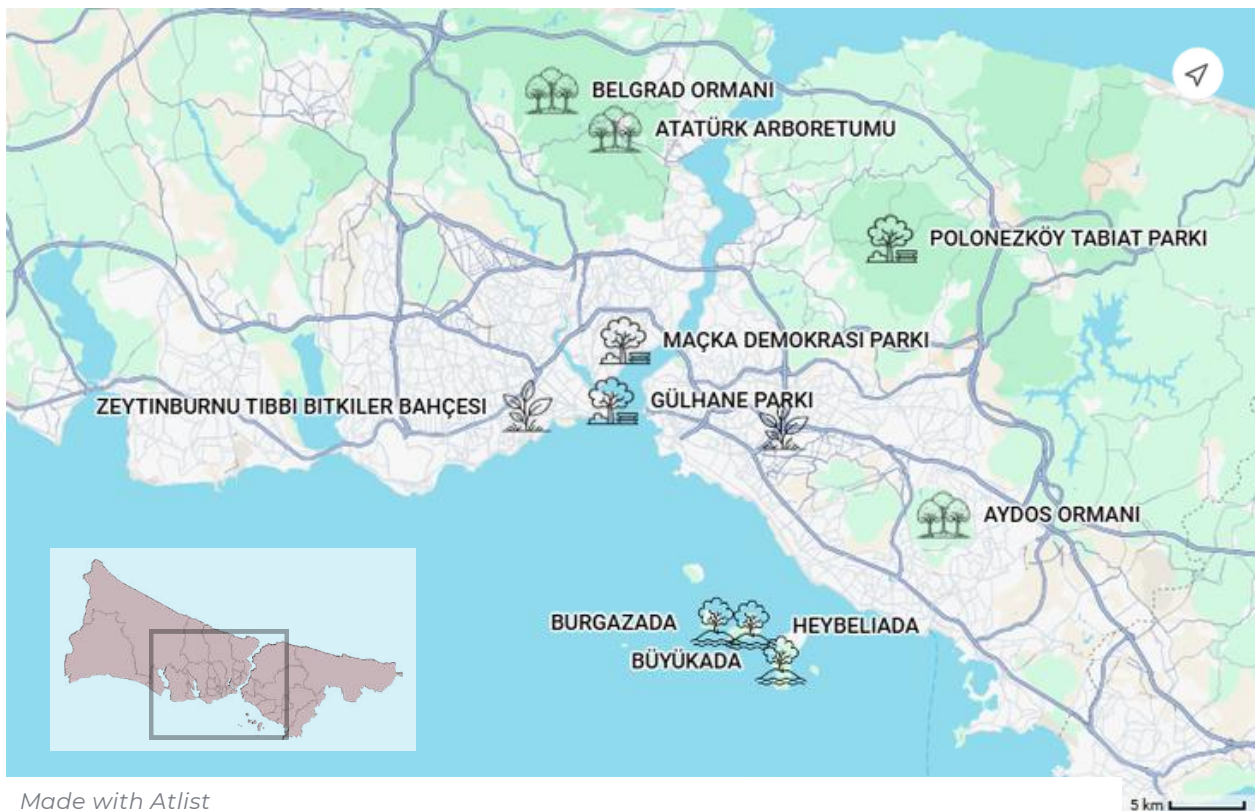 BELGRAD ORMANI
ATATÜRK ARBORETUMU
POLONEZKÖY TABIAT PARKI
MAÇKA DEMOKRASI PARKI
ZEYTINBURNU TIBBI BITKILER BAHÇESI
GÜLHANE PARKI
AYDOS ORMANI
BURGAZADA
HEYBELIADA
BÜYÜKADA
Made with Atlist
5 km